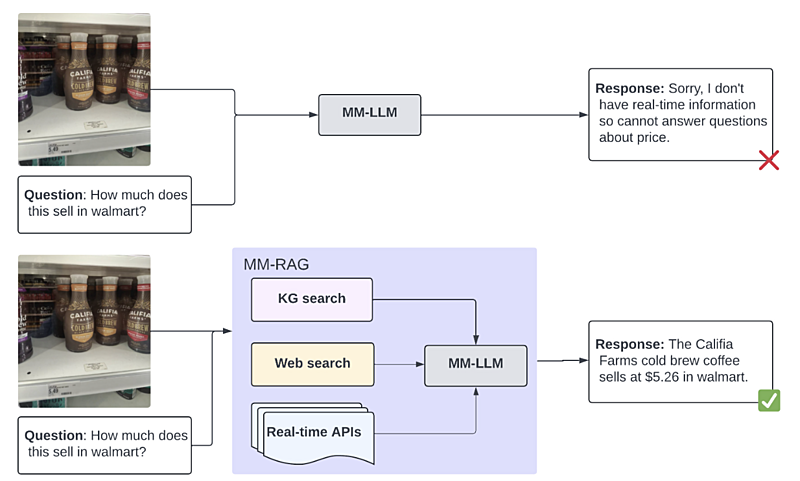 CALIFIA
FARMS
COLD BREW
CALIFIA
Question: How much does
this sell in walmart?
MM-LLM
Response: Sorry, I don't
have real-time information
so cannot answer questions
about price.
MM-RAG
KG search
Web search
Real-time APIs
MM-LLM
CALIFIA
FARMS
COLD BREW
CALIFIA
Question: How much does
this sell in walmart?
Response: The Califia
Farms cold brew coffee
sells at $5.26 in walmart.